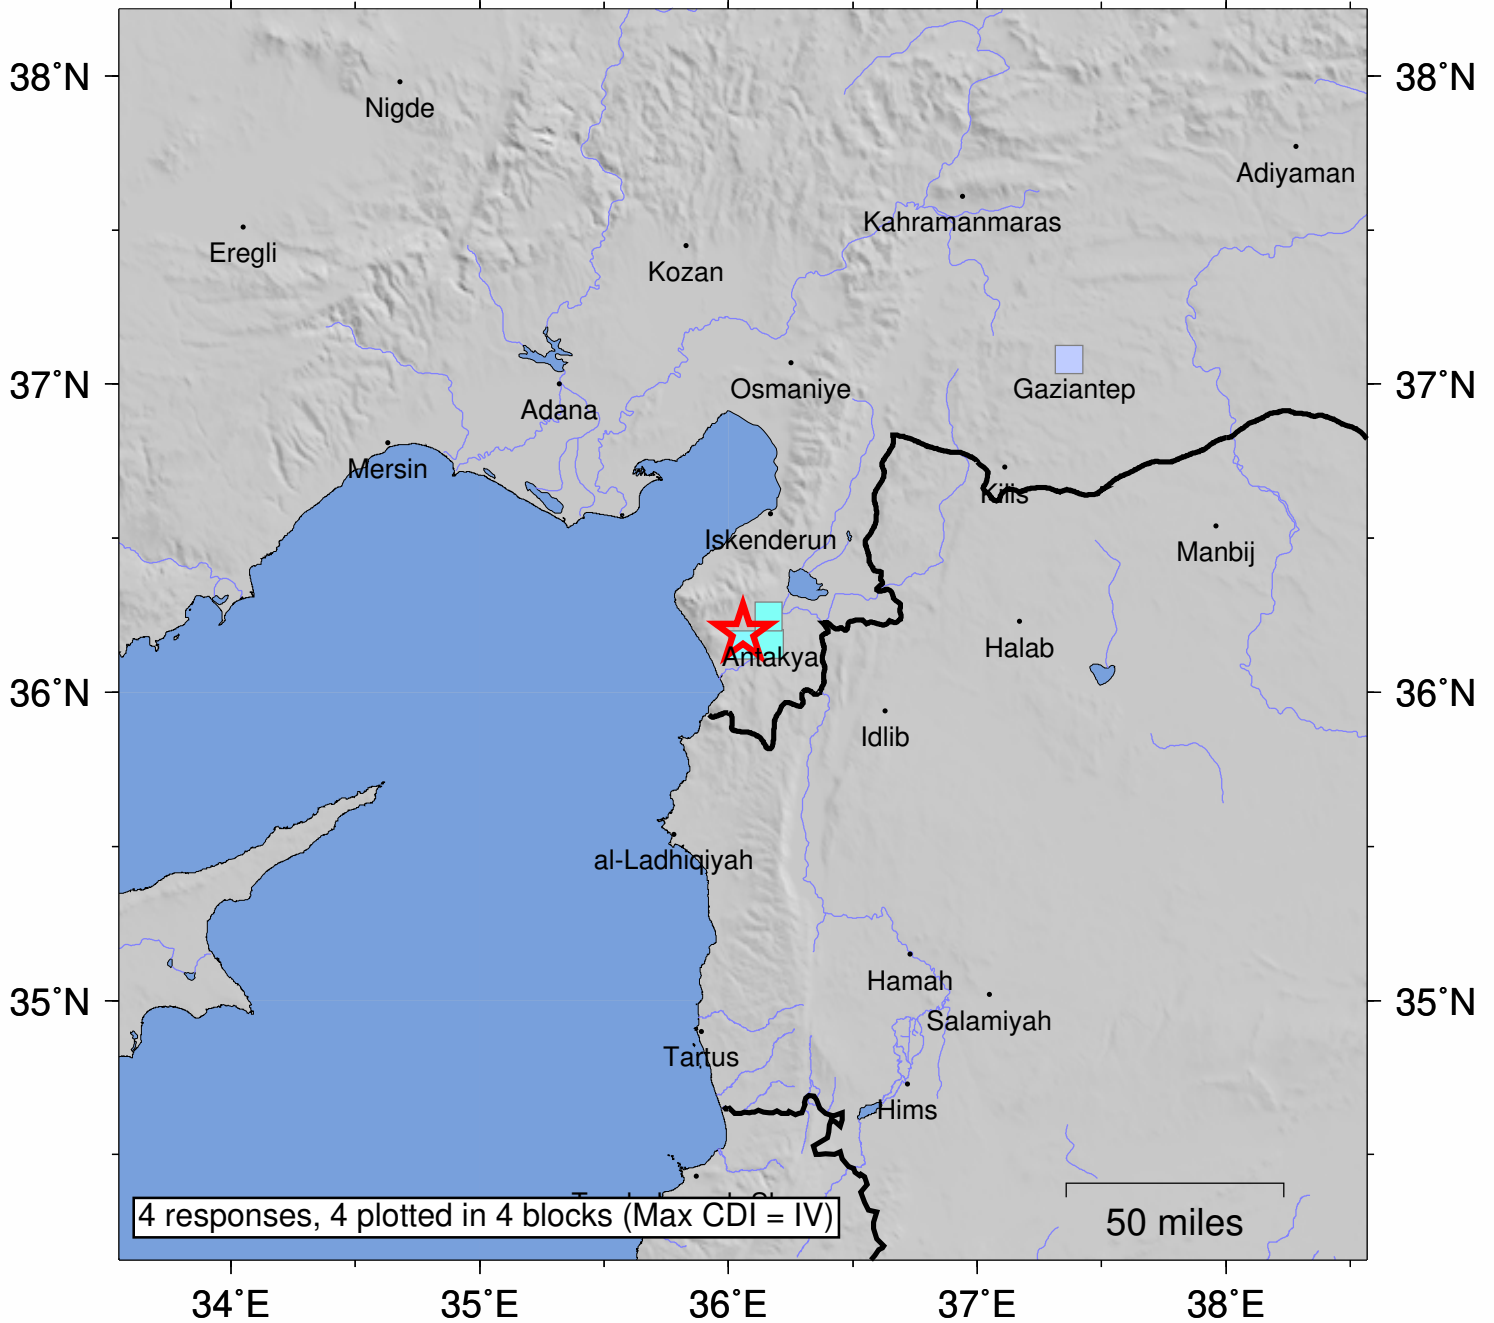 38°N
38°N
Nigde
Adiyaman
Kahramanmaras
Eregli
Kozan
37°N
37°N
Osmaniye
Gaziantep
Adana
Mersin
Kilis
Iskenderun
Manbij
Halab
Antakya
36°N
36°N
Idlib
al-Ladhiqiyah
Hamah
35°N
35°N
Salamiyah
Tartus
Hims
4 responses, 4 plotted in 4 blocks (Max CDI = IV)
50 miles
34°E
35°E
36°E
37°E
38°E